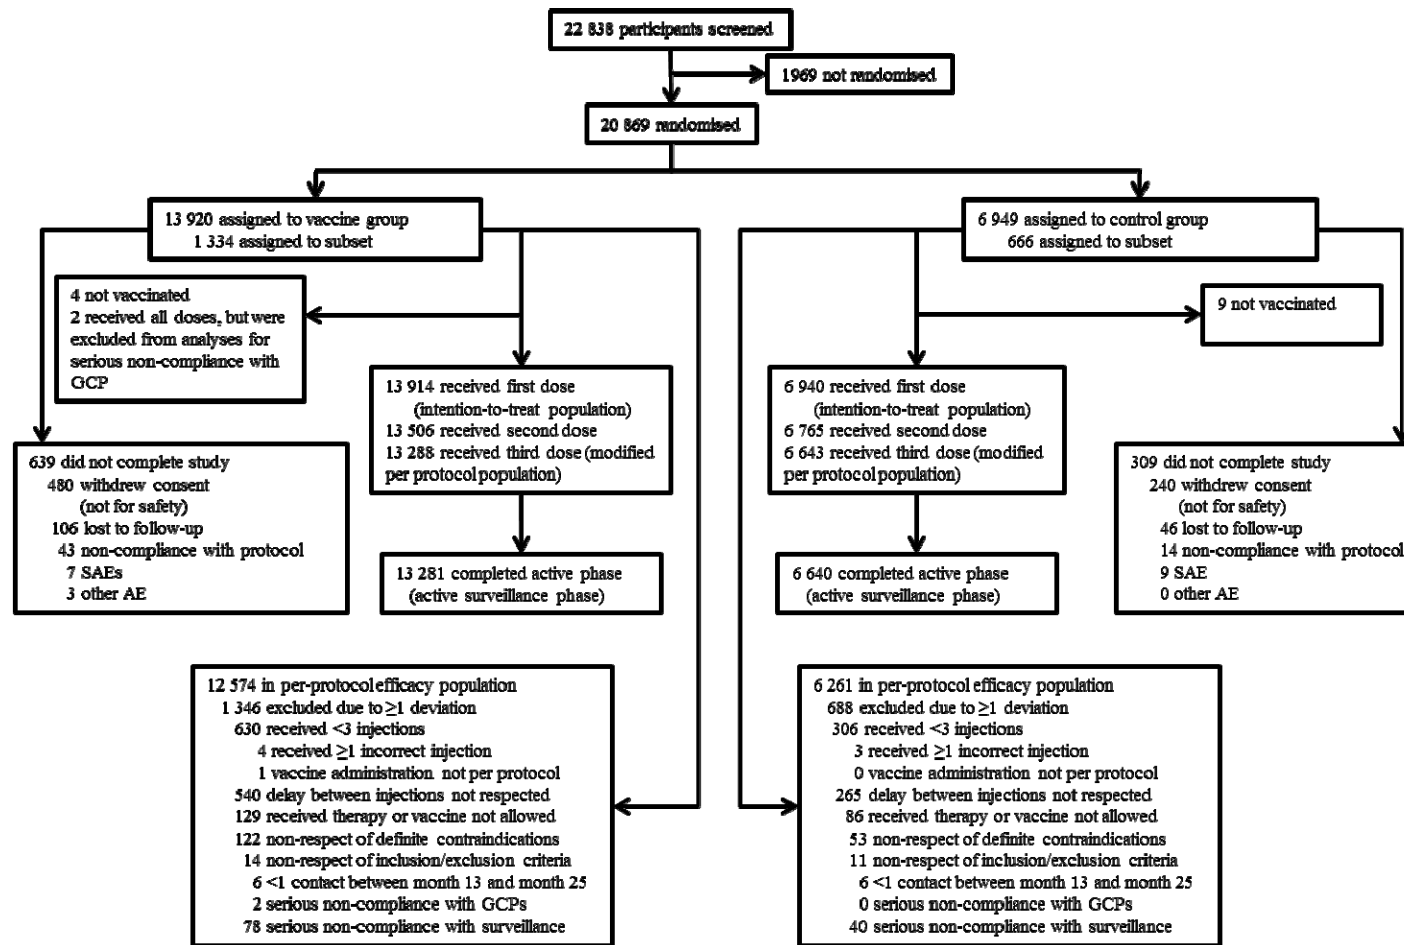 22 838 participants screened
1969 not randomised
20 869 randomised
13 920 assigned to vaccine group
1 334 assigned to subset
6 949 assigned to control group
666 assigned to subset
4 not vaccinated
2 received all doses, but were
excluded from analyses for
serious non-compliance with
GCP
9 not vaccinated
13 914 received first dose
(intention-to-treat population)
13 506 received second dose
13 288 received third dose (modified
per protocol population)
6 940 received first dose
(intention-to-treat population)
6 765 received second dose
6 643 received third dose (modified
per protocol population)
639 did not complete study
480 withdrew consent
(not for safety)
106 lost to follow-up
43 non-compliance with protocol
7 SAEs
3 other AE
309 did not complete study
240 withdrew consent
(not for safety)
46 lost to follow-up
14 non-compliance with protocol
9 SAE
0 other AE
13 281 completed active phase
(active surveillance phase)
6 640 completed active phase
(active surveillance phase)
12 574 in per-protocol efficacy population
1 346 excluded due to ≥1 deviation
630 received <3 injections
4 received ≥1 incorrect injection
1 vaccine administration not per protocol
540 delay between injections not respected
129 received therapy or vaccine not allowed
122 non-respect of definite contraindications
14 non-respect of inclusion/exclusion criteria
6 <1 contact between month 13 and month 25
2 serious non-compliance with GCPs
78 serious non-compliance with surveillance
6 261 in per-protocol efficacy population
688 excluded due to ≥1 deviation
306 received <3 injections
3 received ≥1 incorrect injection
0 vaccine administration not per protocol
265 delay between injections not respected
86 received therapy or vaccine not allowed
53 non-respect of definite contraindications
11 non-respect of inclusion/exclusion criteria
6 <1 contact between month 13 and month 25
0 serious non-compliance with GCPs
40 serious non-compliance with surveillance